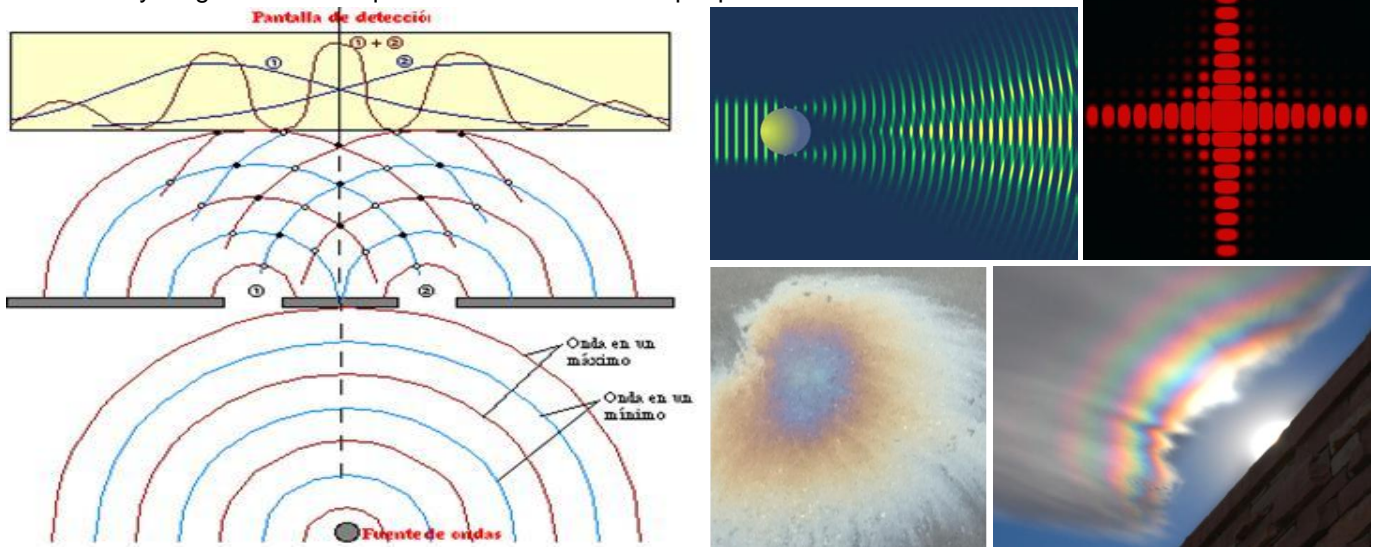 Pantalla de detección
① + ②
① ②
① ②
Onda en un
máximo
Onda en un
mínimo
Fuente de ondas